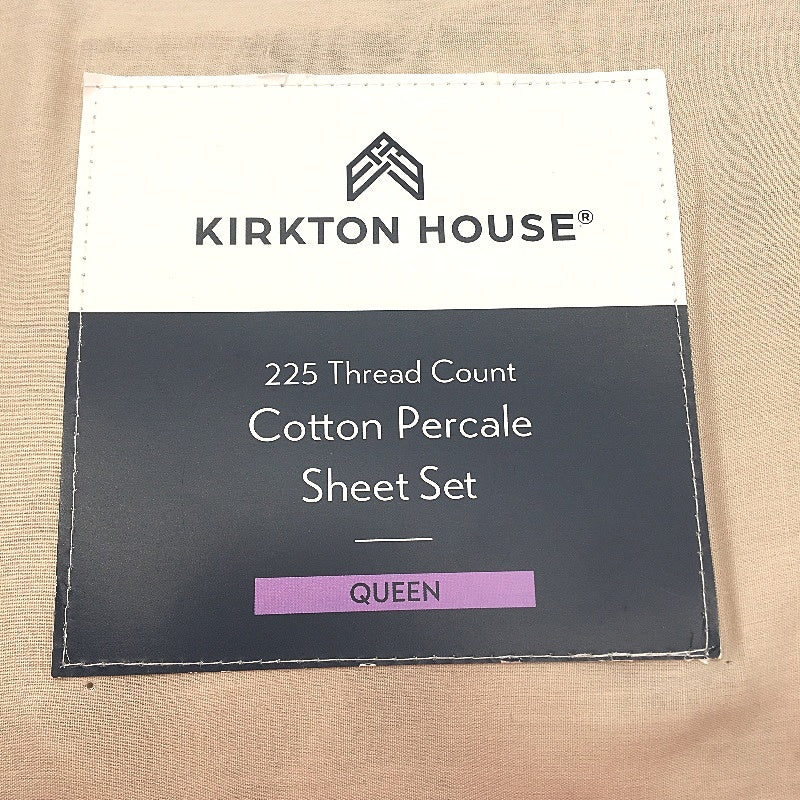 KIRKTON HOUSE®
225 Thread Count
Cotton Percale
Sheet Set
QUEEN